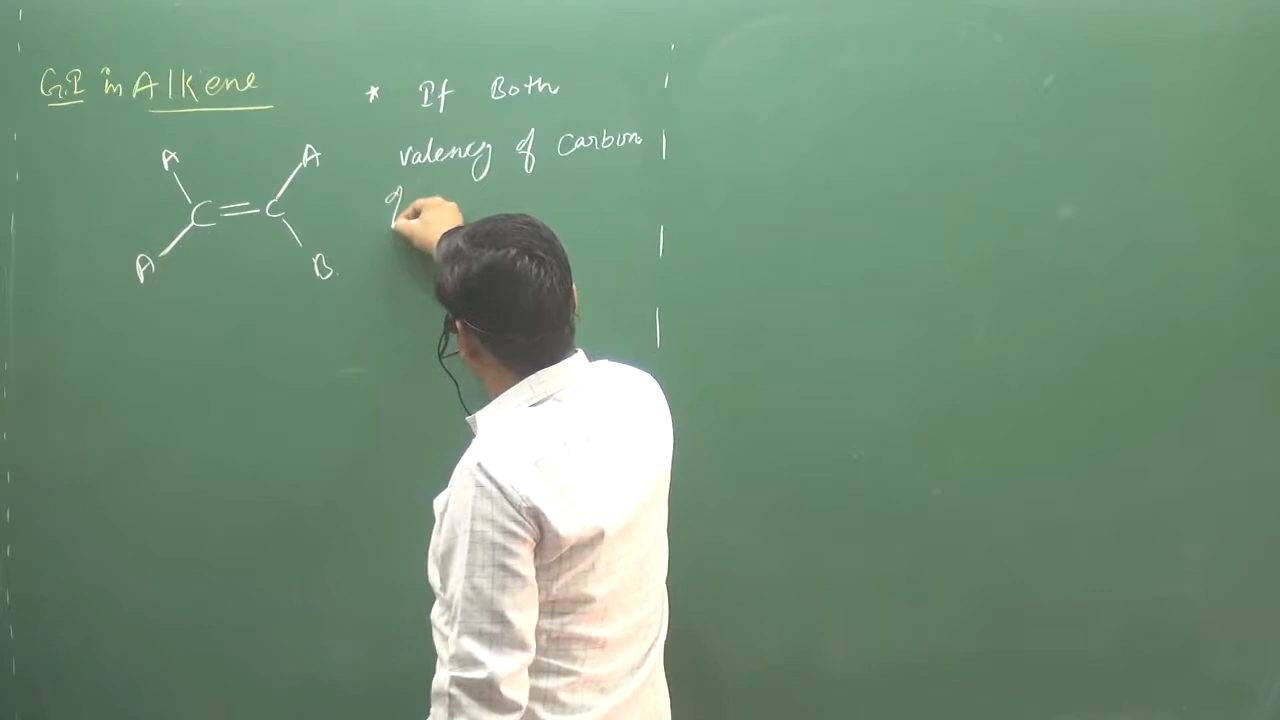 G.I in Alkene
* If Both
valency of carbon
A A
C=C
A B